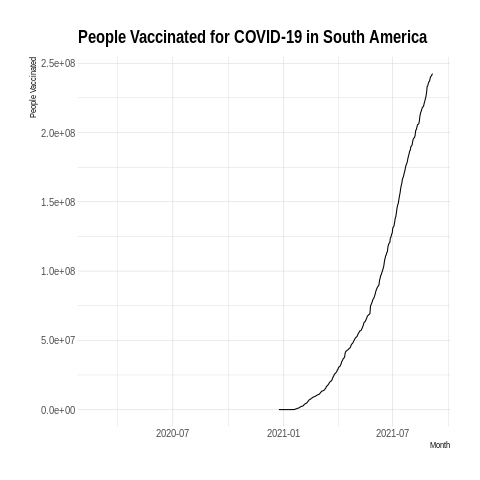 People Vaccinated for COVID-19 in South America
People Vaccinated
2.5e+08
2.0e+08
1.5e+08
1.0e+08
5.0e+07
0.0e+00
2020-07
2021-01
2021-07
Month